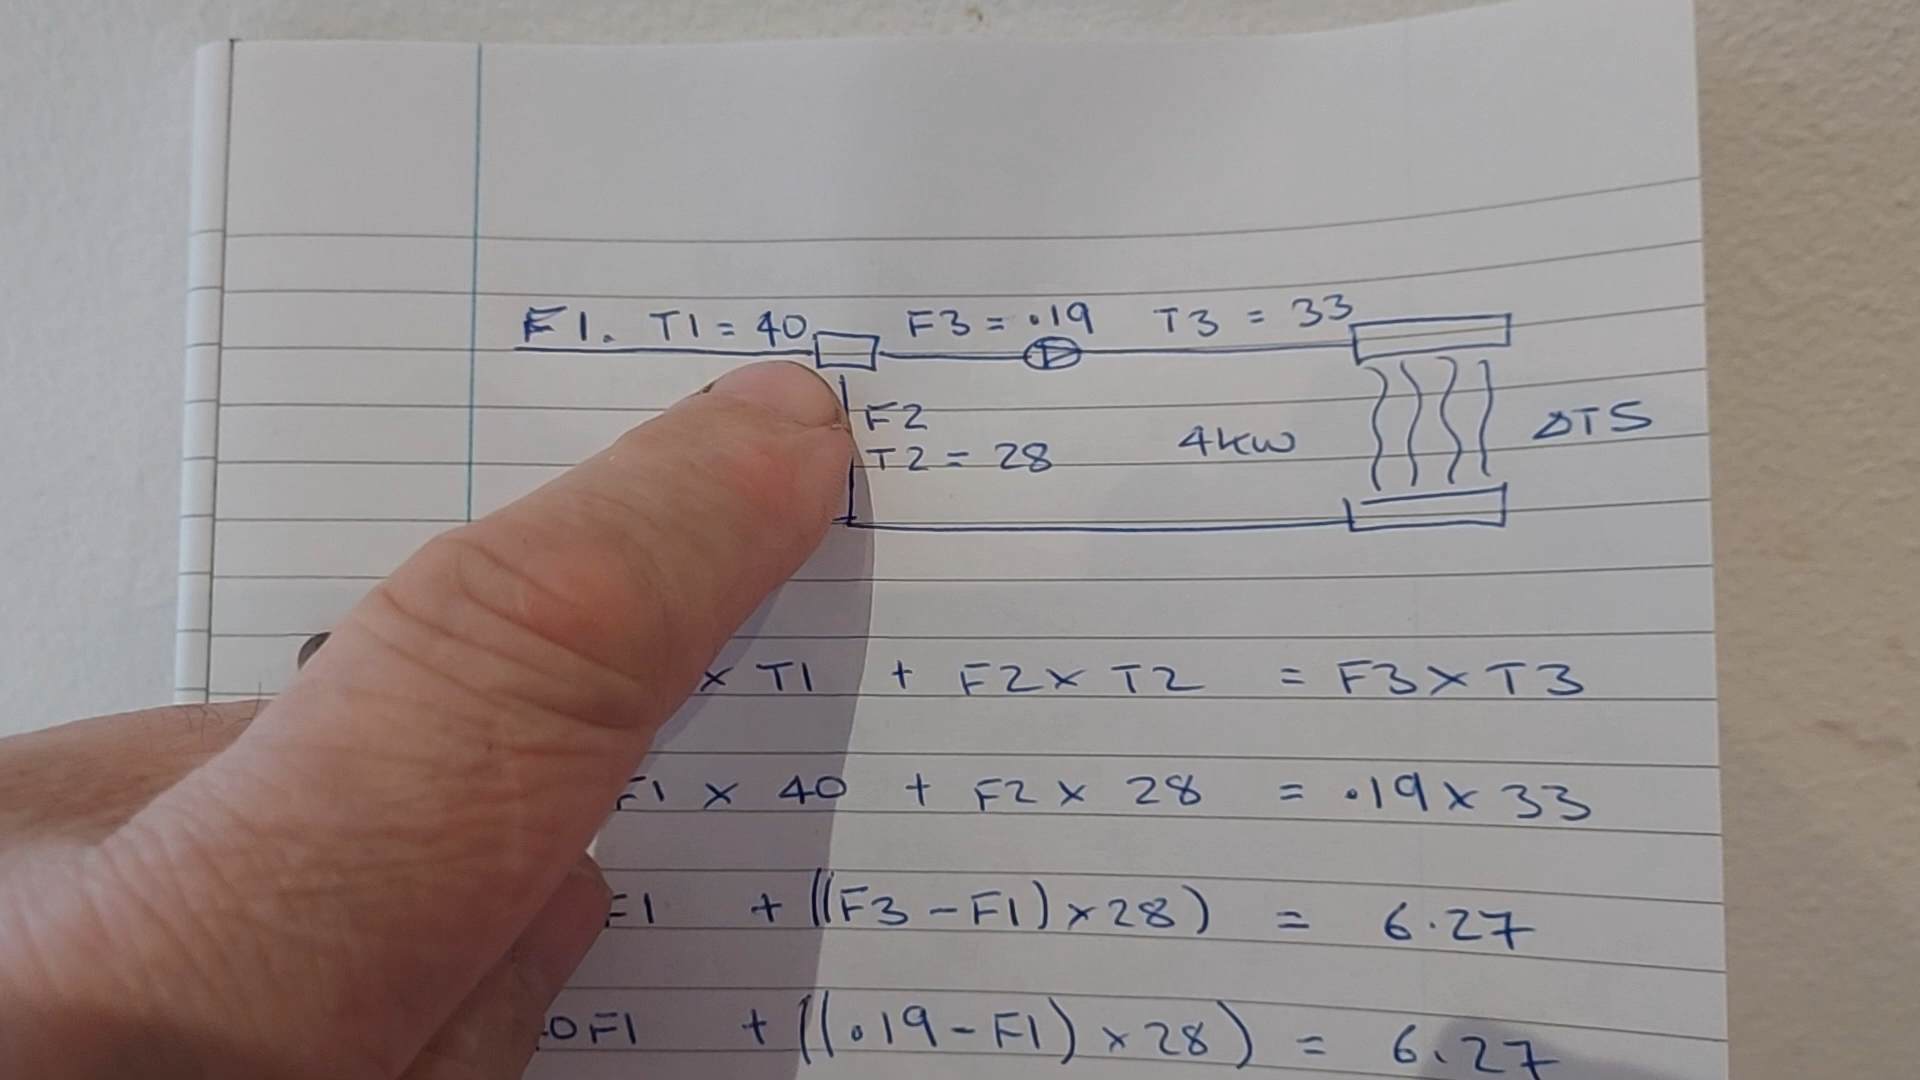 F1. T1 = 40 F3 = .19 T3 = 33
F2
T2 = 28 4kW ΔT5
× T1 + F2 × T2 = F3 × T3
F1 × 40 + F2 × 28 = .19 × 33
F1 + ((F3 - F1) × 28) = 6.27
0F1 + ((.19 - F1) × 28) = 6.27